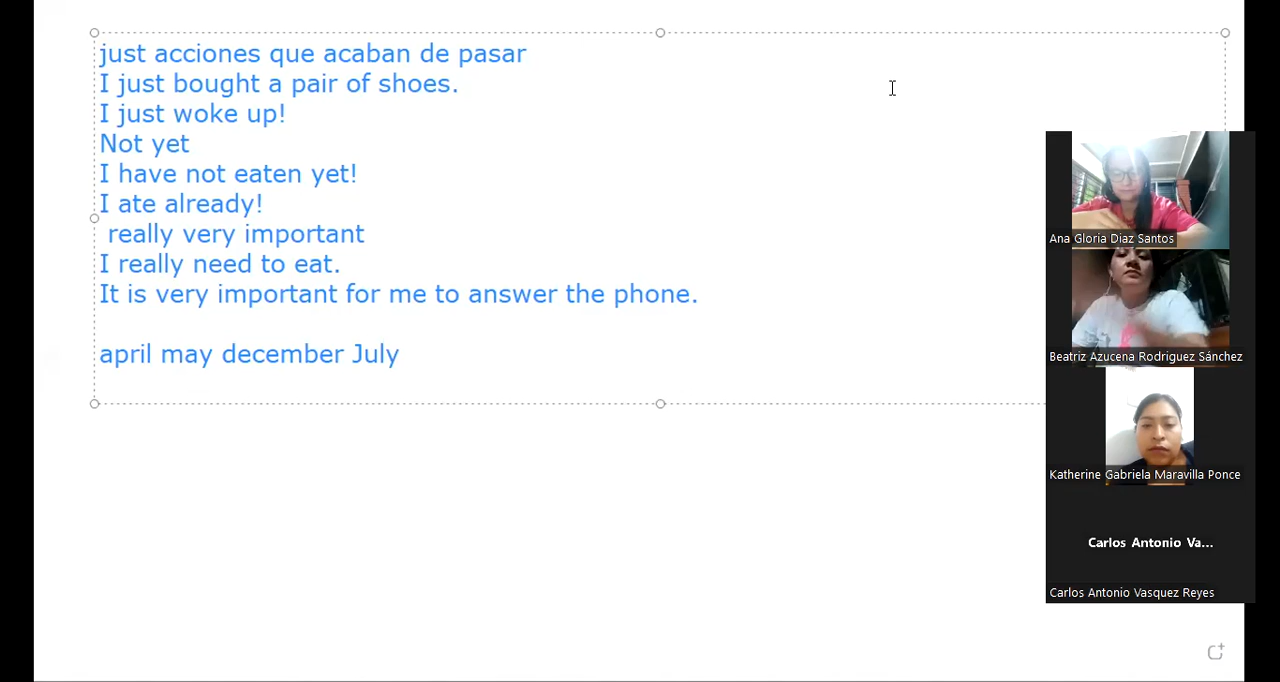 just acciones que acaban de pasar
I just bought a pair of shoes.
I just woke up!
Not yet
I have not eaten yet!
I ate already!
really very important
I really need to eat.
It is very important for me to answer the phone.
april may december July
Ana Gloria Diaz Santos
Beatriz Azucena Rodriguez Sánchez
Katherine Gabriela Maravilla Ponce
Carlos Antonio Va...
Carlos Antonio Vasquez Reyes